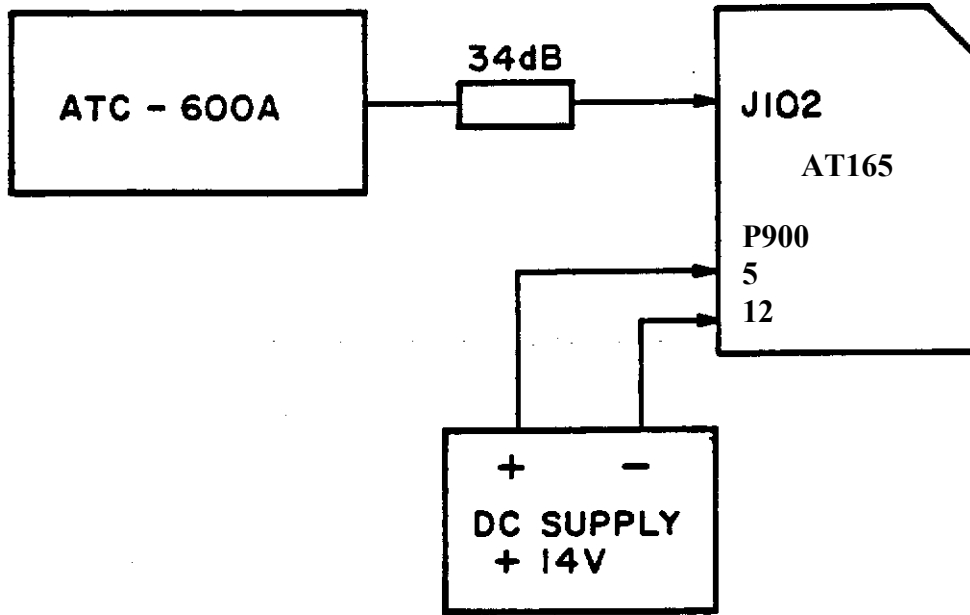 34dB
ATC - 600A
J102
AT165
P900
5
12
+ -
DC SUPPLY
+ 14V